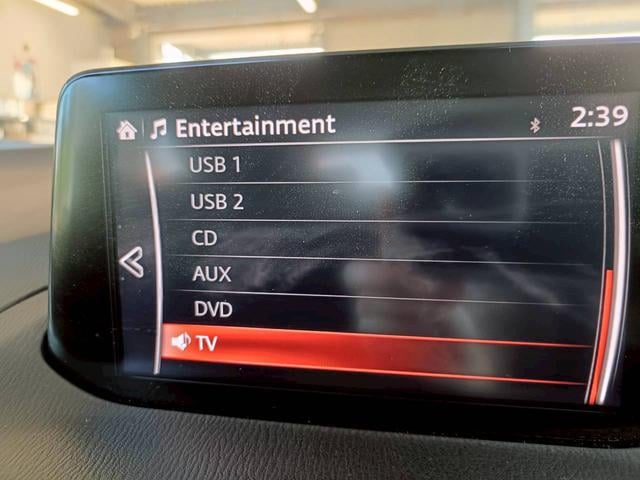 Entertainment 2:39
USB 1
USB 2
CD
AUX
DVD
TV